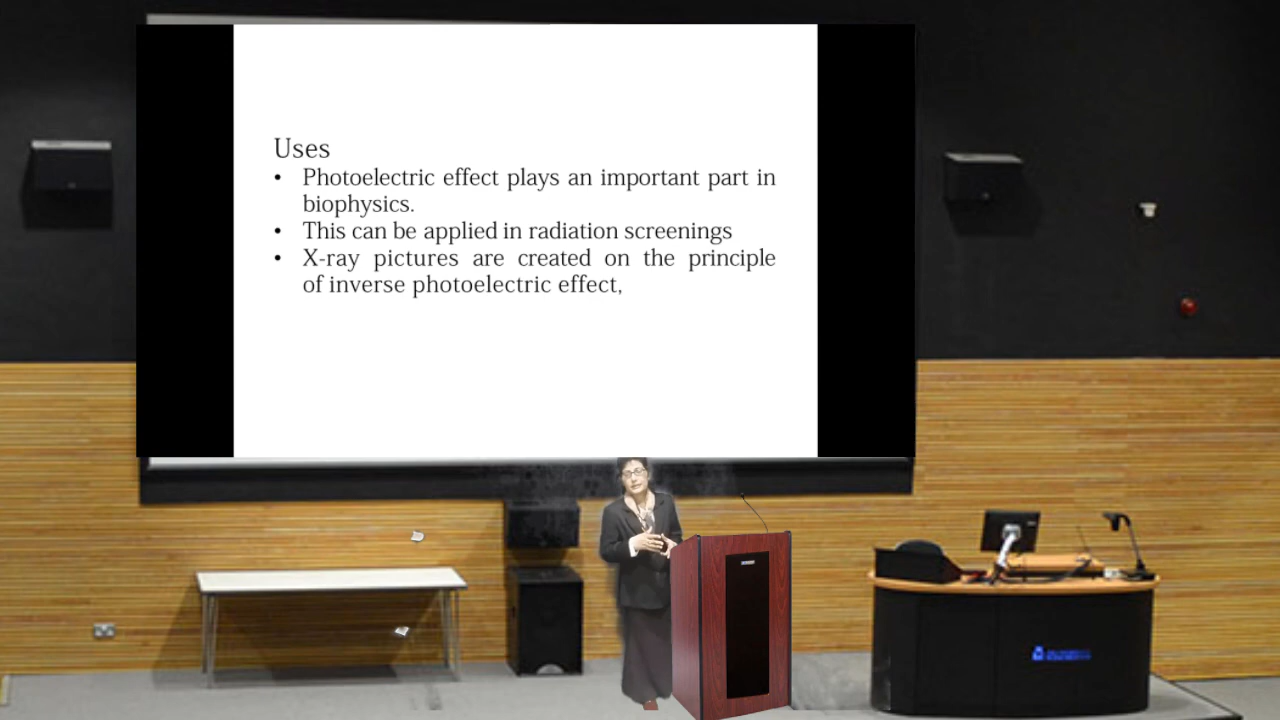 Uses
• Photoelectric effect plays an important part in
biophysics.
• This can be applied in radiation screenings
• X-ray pictures are created on the principle
of inverse photoelectric effect,